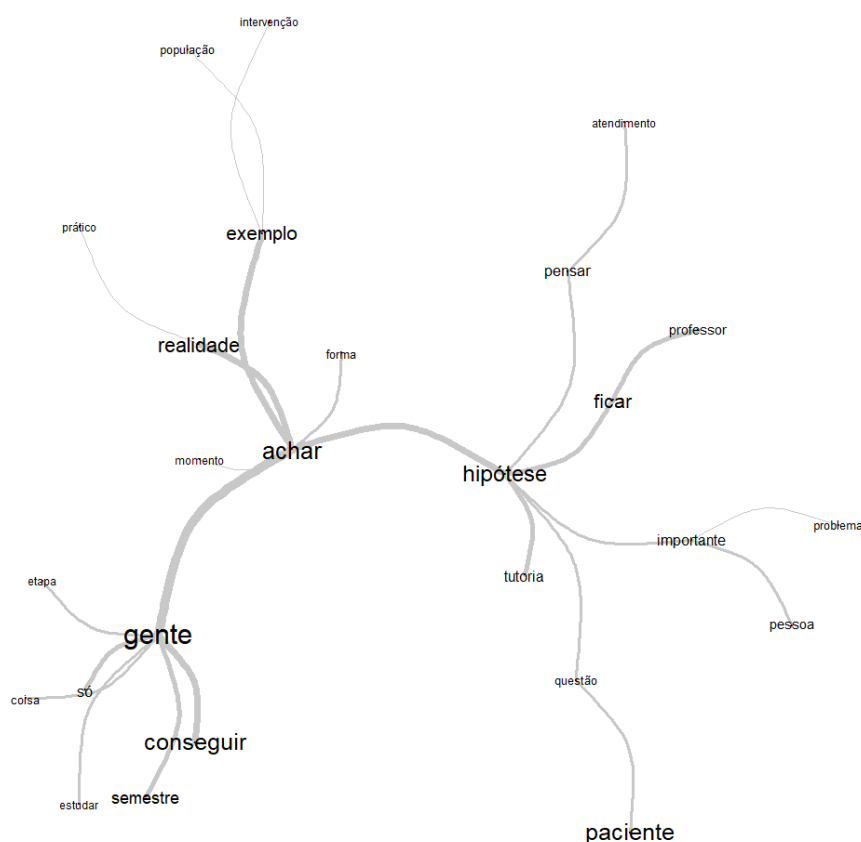 intervenção
população
atendimento
prático
exemplo
pensar
professor
realidade
forma
ficar
achar
momento
hipótese
importante
problema
tutoria
etapa
pessoa
gente
questão
só
coisa
conseguir
semestre
estudar
paciente